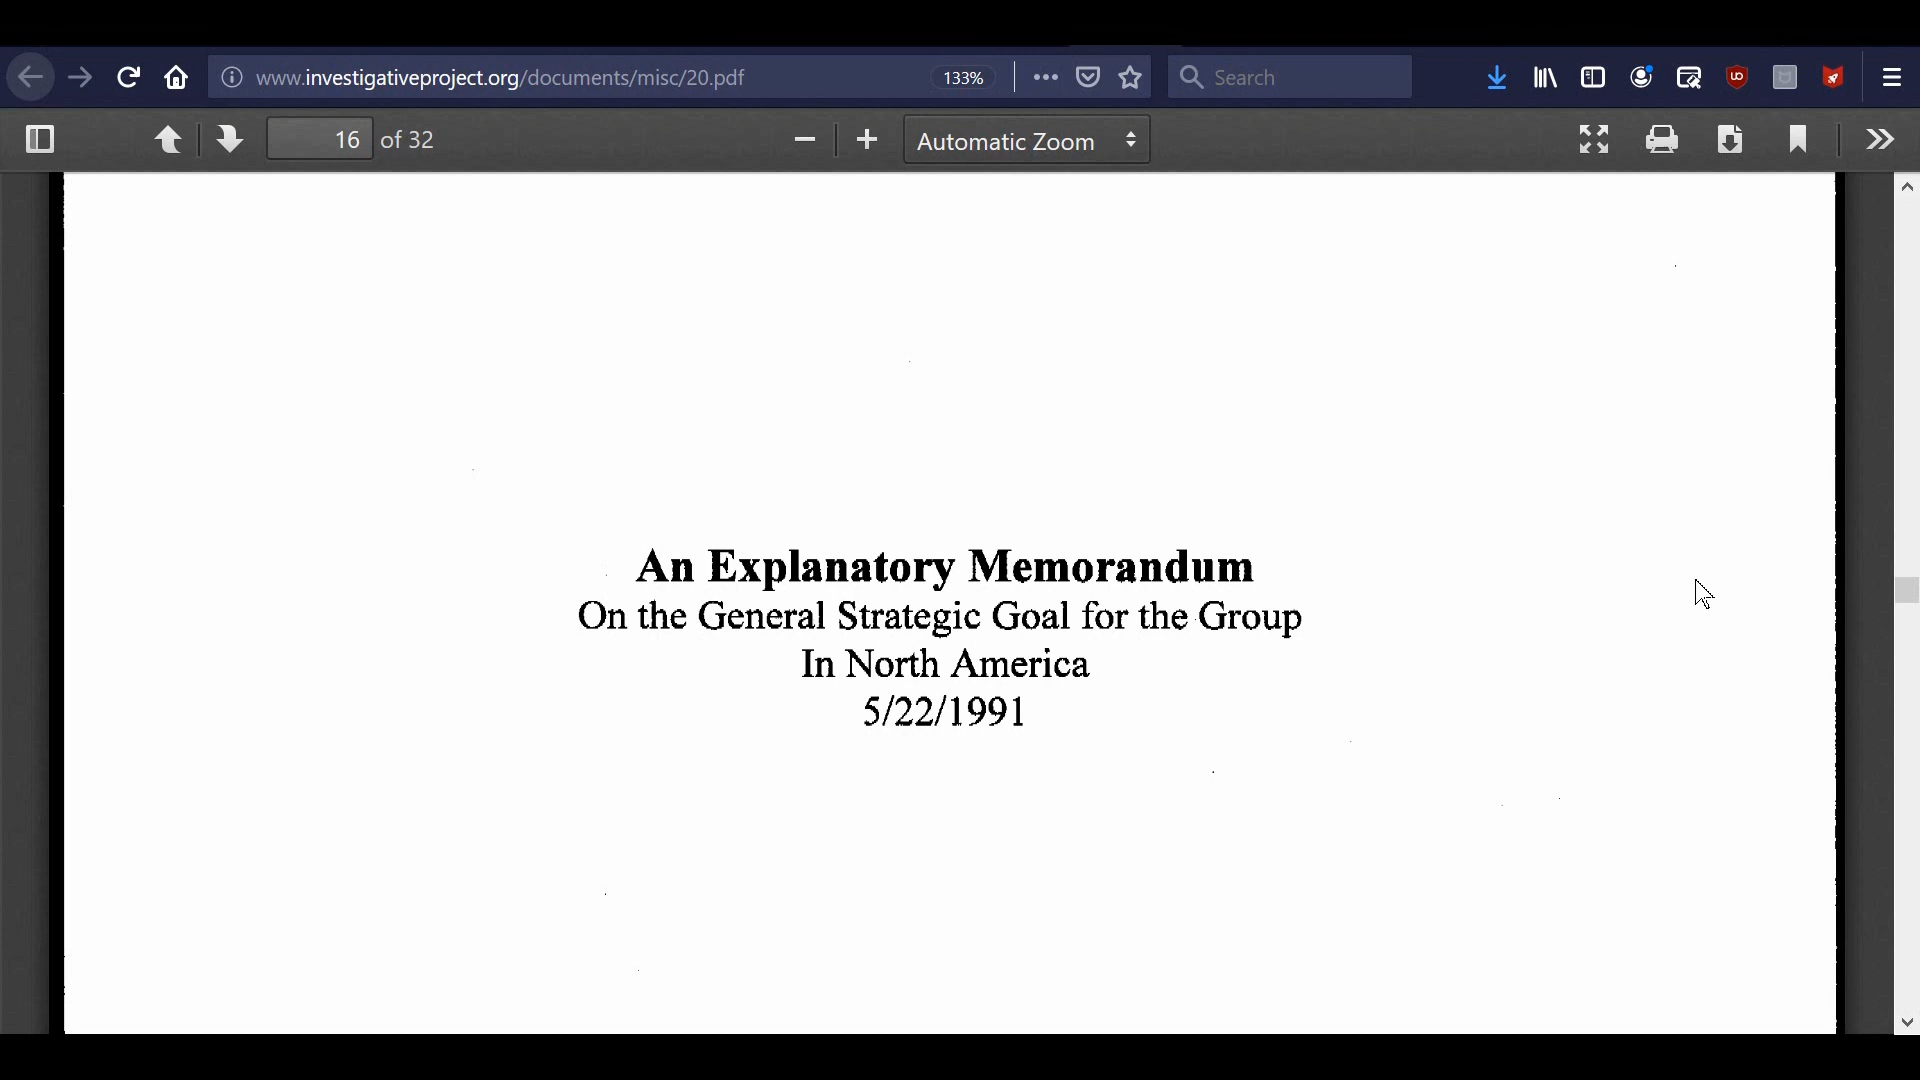 www.investigativeproject.org/documents/misc/20.pdf 133% Search
16 of 32 Automatic Zoom
An Explanatory Memorandum
On the General Strategic Goal for the Group
In North America
5/22/1991